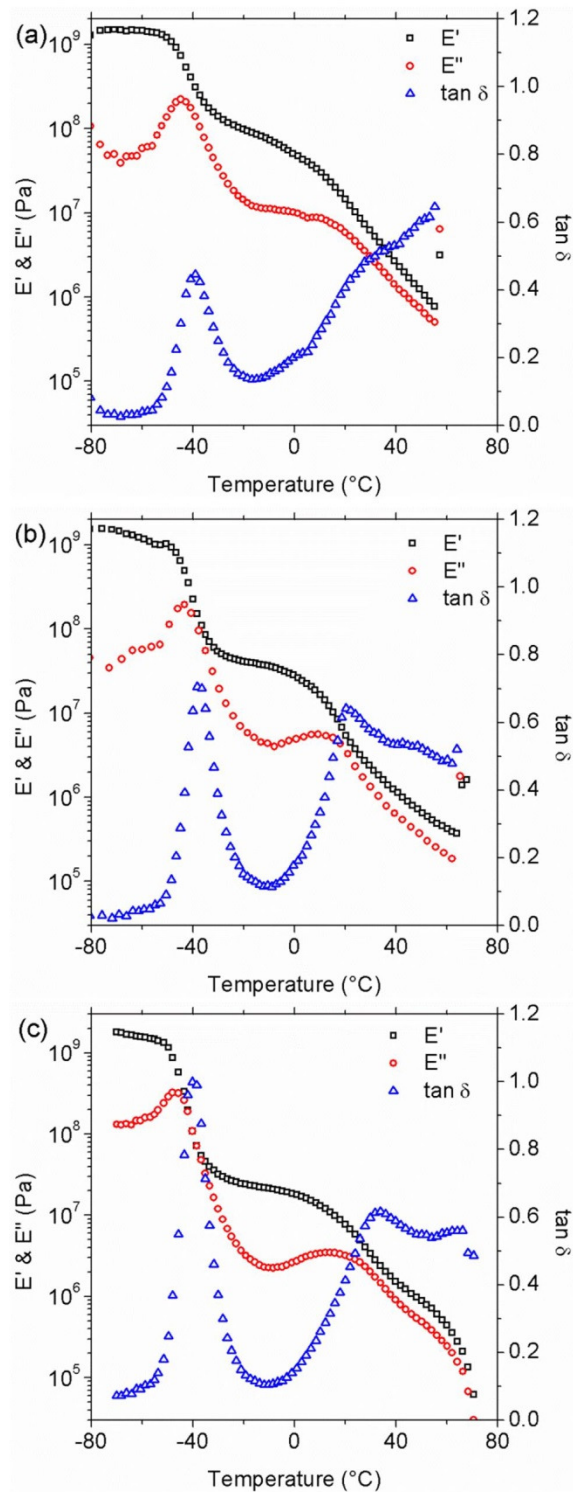 (a)
E'
E''
tan δ
10⁹
10⁸
10⁷
10⁶
10⁵
E' & E'' (Pa)
1.2
1.0
0.8
0.6
0.4
0.2
0.0
tan δ
-80 -40 0 40 80
Temperature (°C)
(b)
E'
E''
tan δ
10⁹
10⁸
10⁷
10⁶
10⁵
E' & E'' (Pa)
1.2
1.0
0.8
0.6
0.4
0.2
0.0
tan δ
-80 -40 0 40 80
Temperature (°C)
(c)
E'
E''
tan δ
10⁹
10⁸
10⁷
10⁶
10⁵
E' & E'' (Pa)
1.2
1.0
0.8
0.6
0.4
0.2
0.0
tan δ
-80 -40 0 40 80
Temperature (°C)